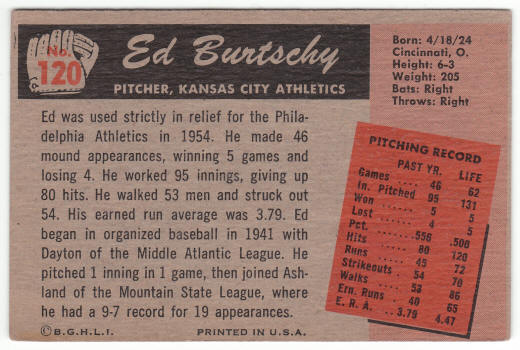 No.
120
Ed Burtschy
PITCHER, KANSAS CITY ATHLETICS
Born: 4/18/24
Cincinnati, O.
Height: 6-3
Weight: 205
Bats: Right
Throws: Right
Ed was used strictly in relief for the Phila-
delphia Athletics in 1954. He made 46
mound appearances, winning 5 games and
losing 4. He worked 95 innings, giving up
80 hits. He walked 53 men and struck out
54. His earned run average was 3.79. Ed
began in organized baseball in 1941 with
Dayton of the Middle Atlantic League. He
pitched 1 inning in 1 game, then joined Ash-
land of the Mountain State League, where
he had a 9-7 record for 19 appearances.
PITCHING RECORD
PAST YR. LIFE
Games .... 46 62
In. Pitched 95 131
Won ..... 5 5
Lost ..... 4 5
Pct. .... .556 .500
Hits .... 80 120
Runs .... 45 72
Strikeouts . 54 70
Walks .... 53 86
Ern. Runs . 40 65
E. R. A. ... 3.79 4.47
©B.G.H.L.I. PRINTED IN U.S.A.